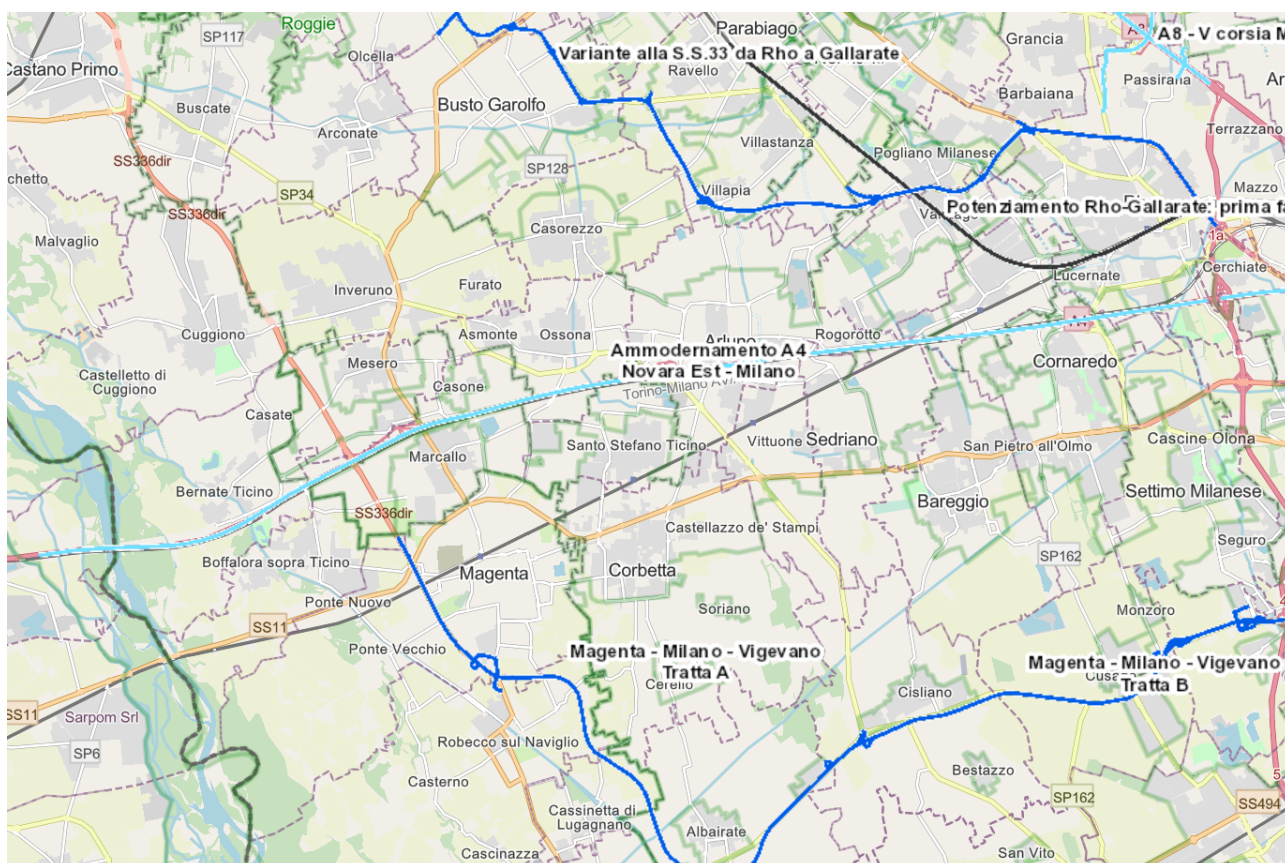 Roggie
Parabiago
SP117
Grancia
A8 - V corsia M
Olcella
Variante alla S.S.33 da Rho a Gallarate
Castano Primo
Ravello
Passirana
Buscate
Busto Garolfo
Barbaiana
Arconate
Terrazzano
Villastanza
SS336dir
SP128
Pogliano Milanese
SP34
Villapia
Mazzo
SS336dir
Potenziamento Rho-Gallarate: prima fa
Casorezzo
Malvaglio
1a
Cerchiate
Lucernate
Furato
Inveruno
Cuggiono
Asmonte
Ossona
Rogorotto
Arluno
Ammodernamento A4
Novara Est - Milano
Cornaredo
Mesero
Casone
Torino-Milano AV/
Castelletto di
Cuggiono
Casate
Santo Stefano Ticino
Vittuone
Sedriano
San Pietro all'Olmo
Cascine Olona
Marcallo
Bernate Ticino
Bareggio
Settimo Milanese
SS336dir
Castellazzo de' Stampi
Seguro
Boffalora sopra Ticino
SP162
Magenta
Corbetta
Ponte Nuovo
Soriano
Monzoro
SS11
Ponte Vecchio
Magenta - Milano - Vigevano
Tratta A
Magenta - Milano - Vigevano
Tratta B
Cerello
Cisliano
SS11
Sarpom Srl
Robecco sul Naviglio
SP6
Casterno
Bestazzo
5
SP162
SS494
Cassinetta di
Lugagnano
Albairate
Cascinazza
San Vito